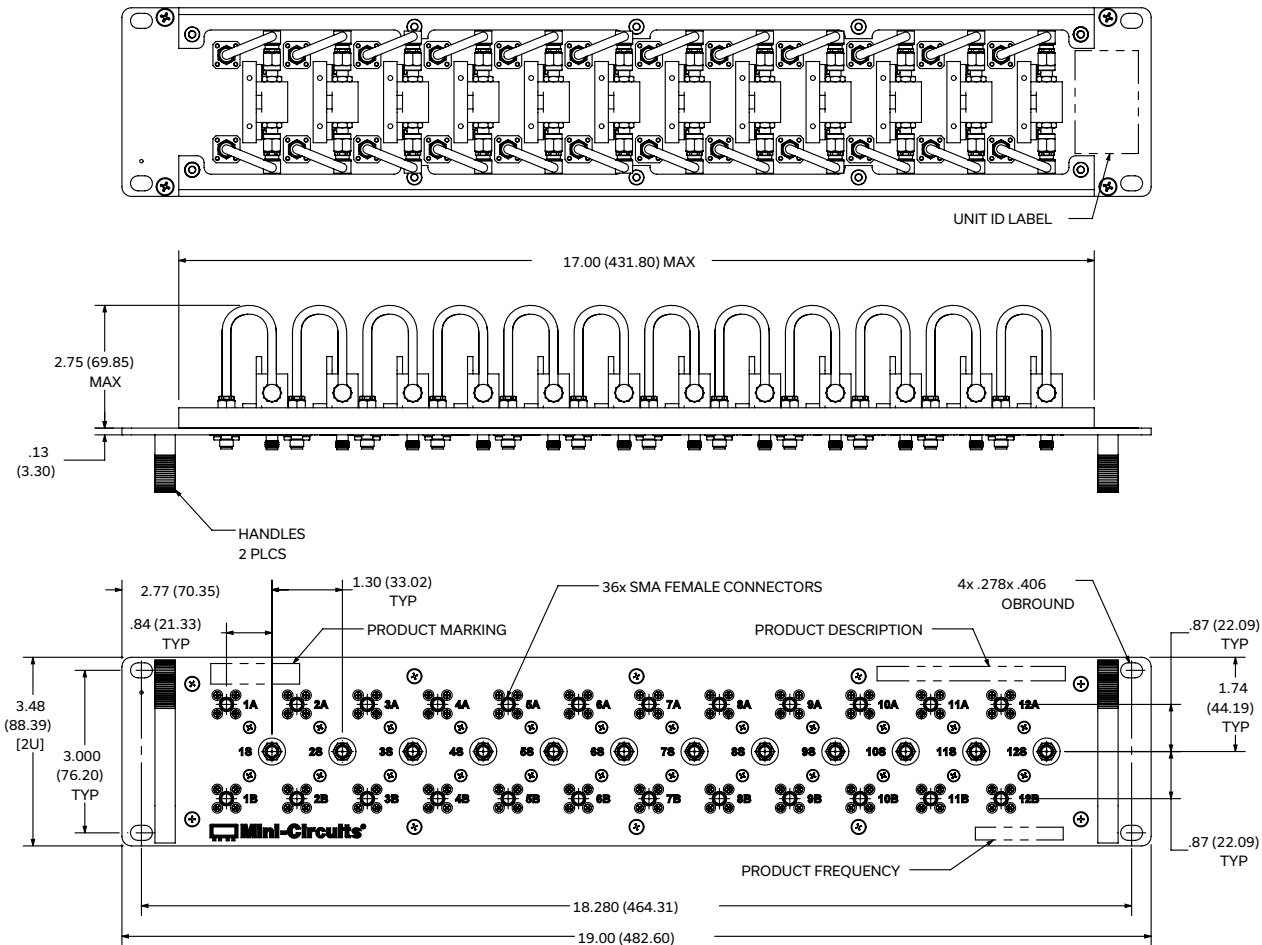 UNIT ID LABEL
17.00 (431.80) MAX
2.75 (69.85)
MAX
.13
(3.30)
HANDLES
2 PLCS
2.77 (70.35)
1.30 (33.02)
TYP
36x SMA FEMALE CONNECTORS
4x .278x .406
OBROUND
.84 (21.33)
TYP
PRODUCT MARKING
PRODUCT DESCRIPTION
.87 (22.09)
TYP
3.48
(88.39)
[2U]
3.000
(76.20)
TYP
1.74
(44.19)
TYP
1A 2A 3A 4A 5A 6A 7A 8A 9A 10A 11A 12A
1S 2S 3S 4S 5S 6S 7S 8S 9S 10S 11S 12S
1B 2B 3B 4B 5B 6B 7B 8B 9B 10B 11B 12B
Mini-Circuits®
.87 (22.09)
TYP
PRODUCT FREQUENCY
18.280 (464.31)
19.00 (482.60)